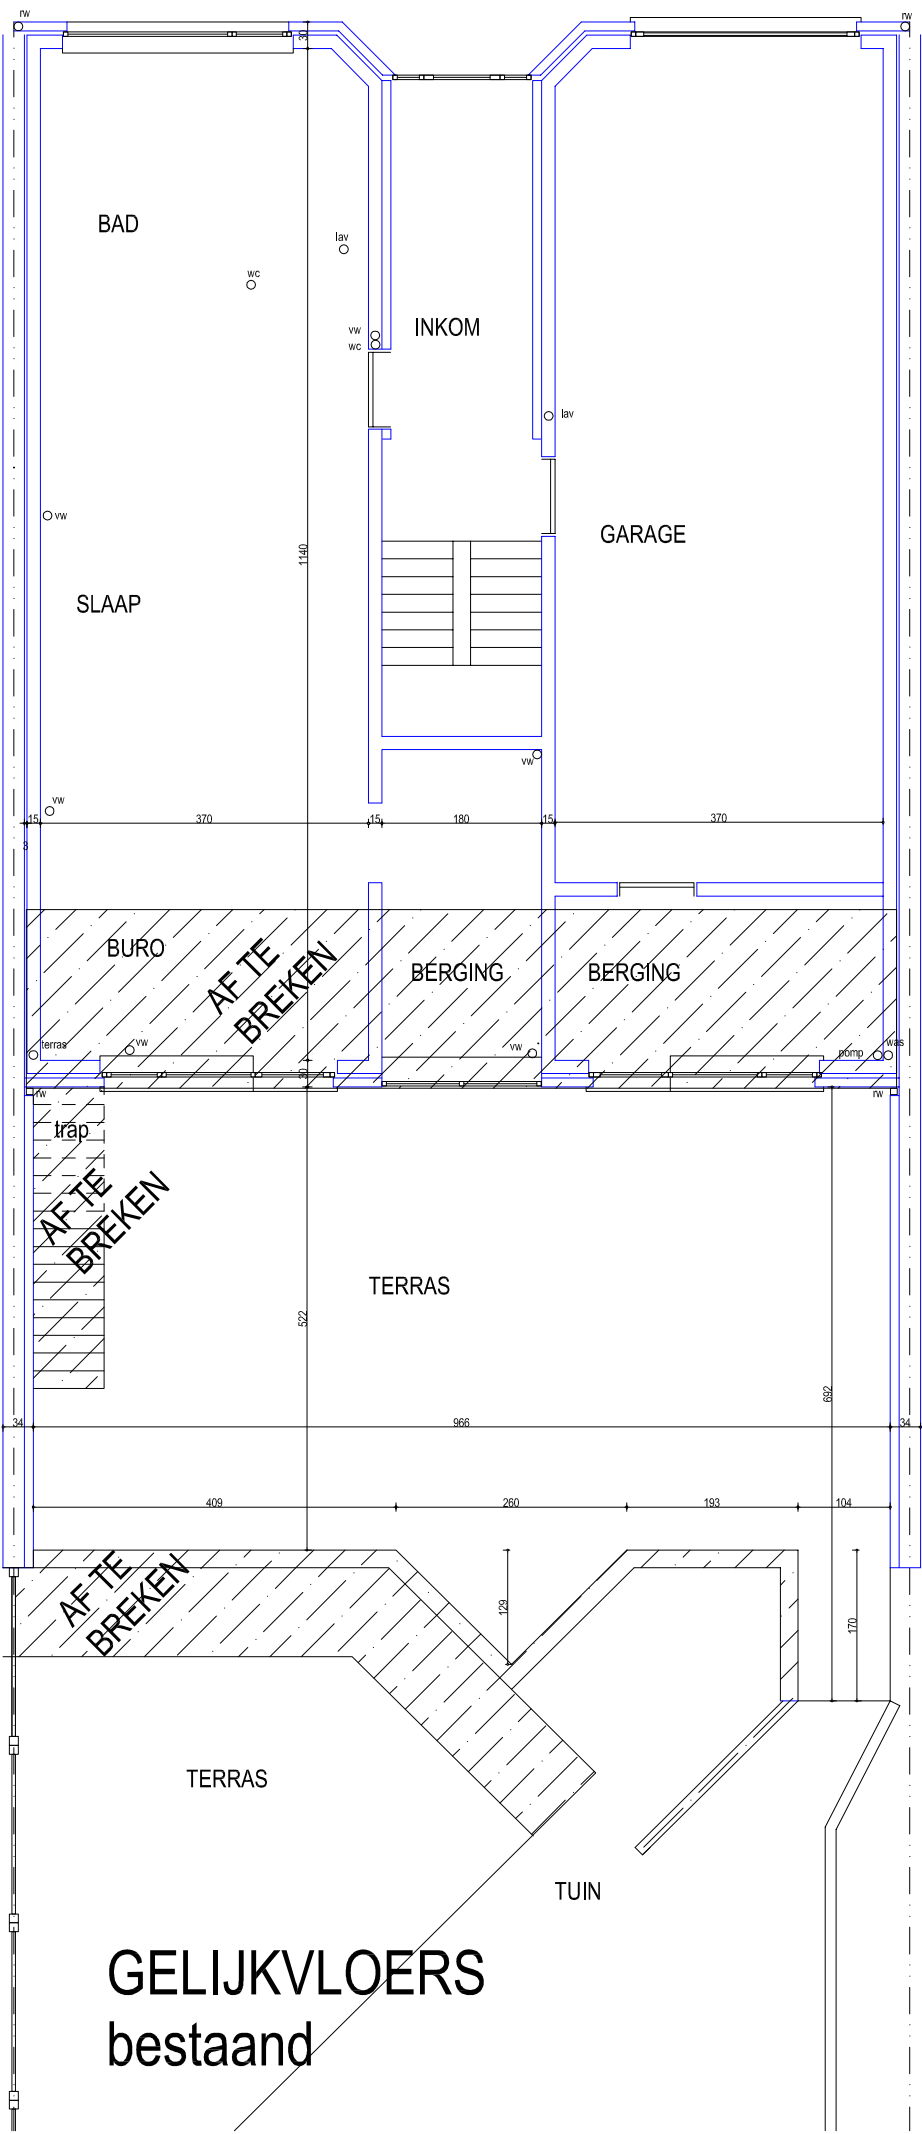 rw
rw
30
BAD
lav
wc
INKOM
vw
wc
lav
vw
GARAGE
1140
SLAAP
vw
vw
15
370
15
180
15
370
3
BURO
AF TE
BREKEN
BERGING
BERGING
terras
vw
vw
pomp
was
30
rw
rw
trap
AF TE
BREKEN
TERRAS
522
692
34
966
34
409
260
193
104
AF TE
BREKEN
129
170
TERRAS
TUIN
GELIJKVLOERS
bestaand